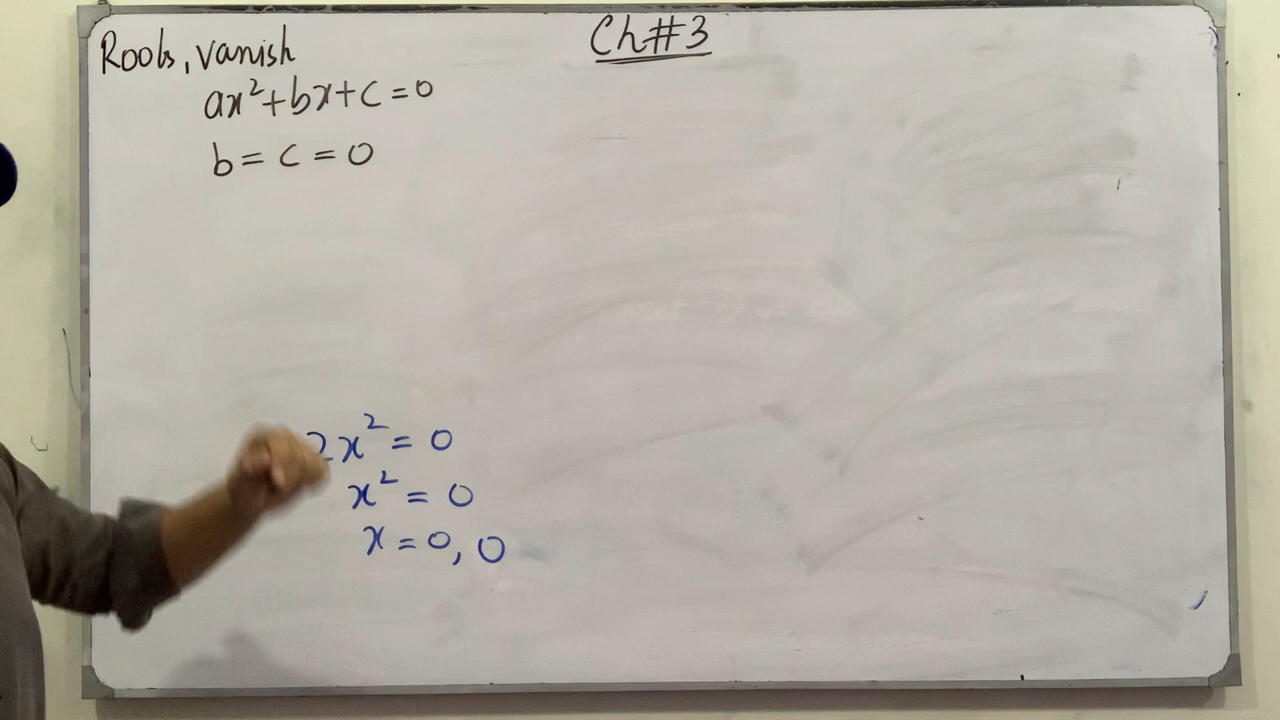 Ch#3
Roots, vanish
ax²+bx+c=0
b=c=0
2x²=0
x²=0
x=0,0